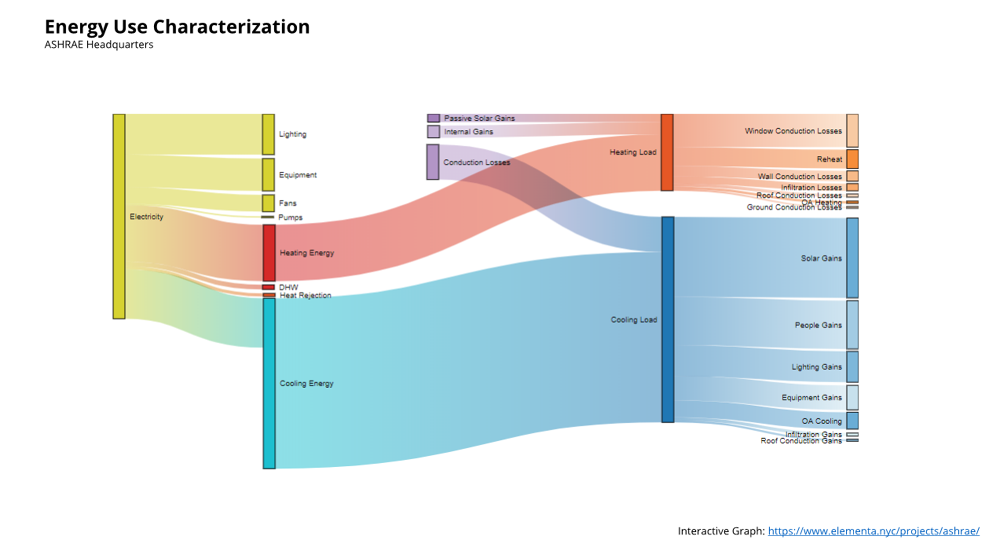 Energy Use Characterization
ASHRAE Headquarters
Electricity
Lighting
Equipment
Fans
Pumps
Heating Energy
DHW
Heat Rejection
Cooling Energy
Passive Solar Gains
Internal Gains
Conduction Losses
Heating Load
Cooling Load
Window Conduction Losses
Reheat
Wall Conduction Losses
Infiltration Losses
Roof Conduction Losses
OA Heating
Ground Conduction Losses
Solar Gains
People Gains
Lighting Gains
Equipment Gains
OA Cooling
Infiltration Gains
Roof Conduction Gains
Interactive Graph: https://www.elementa.nyc/projects/ashrae/